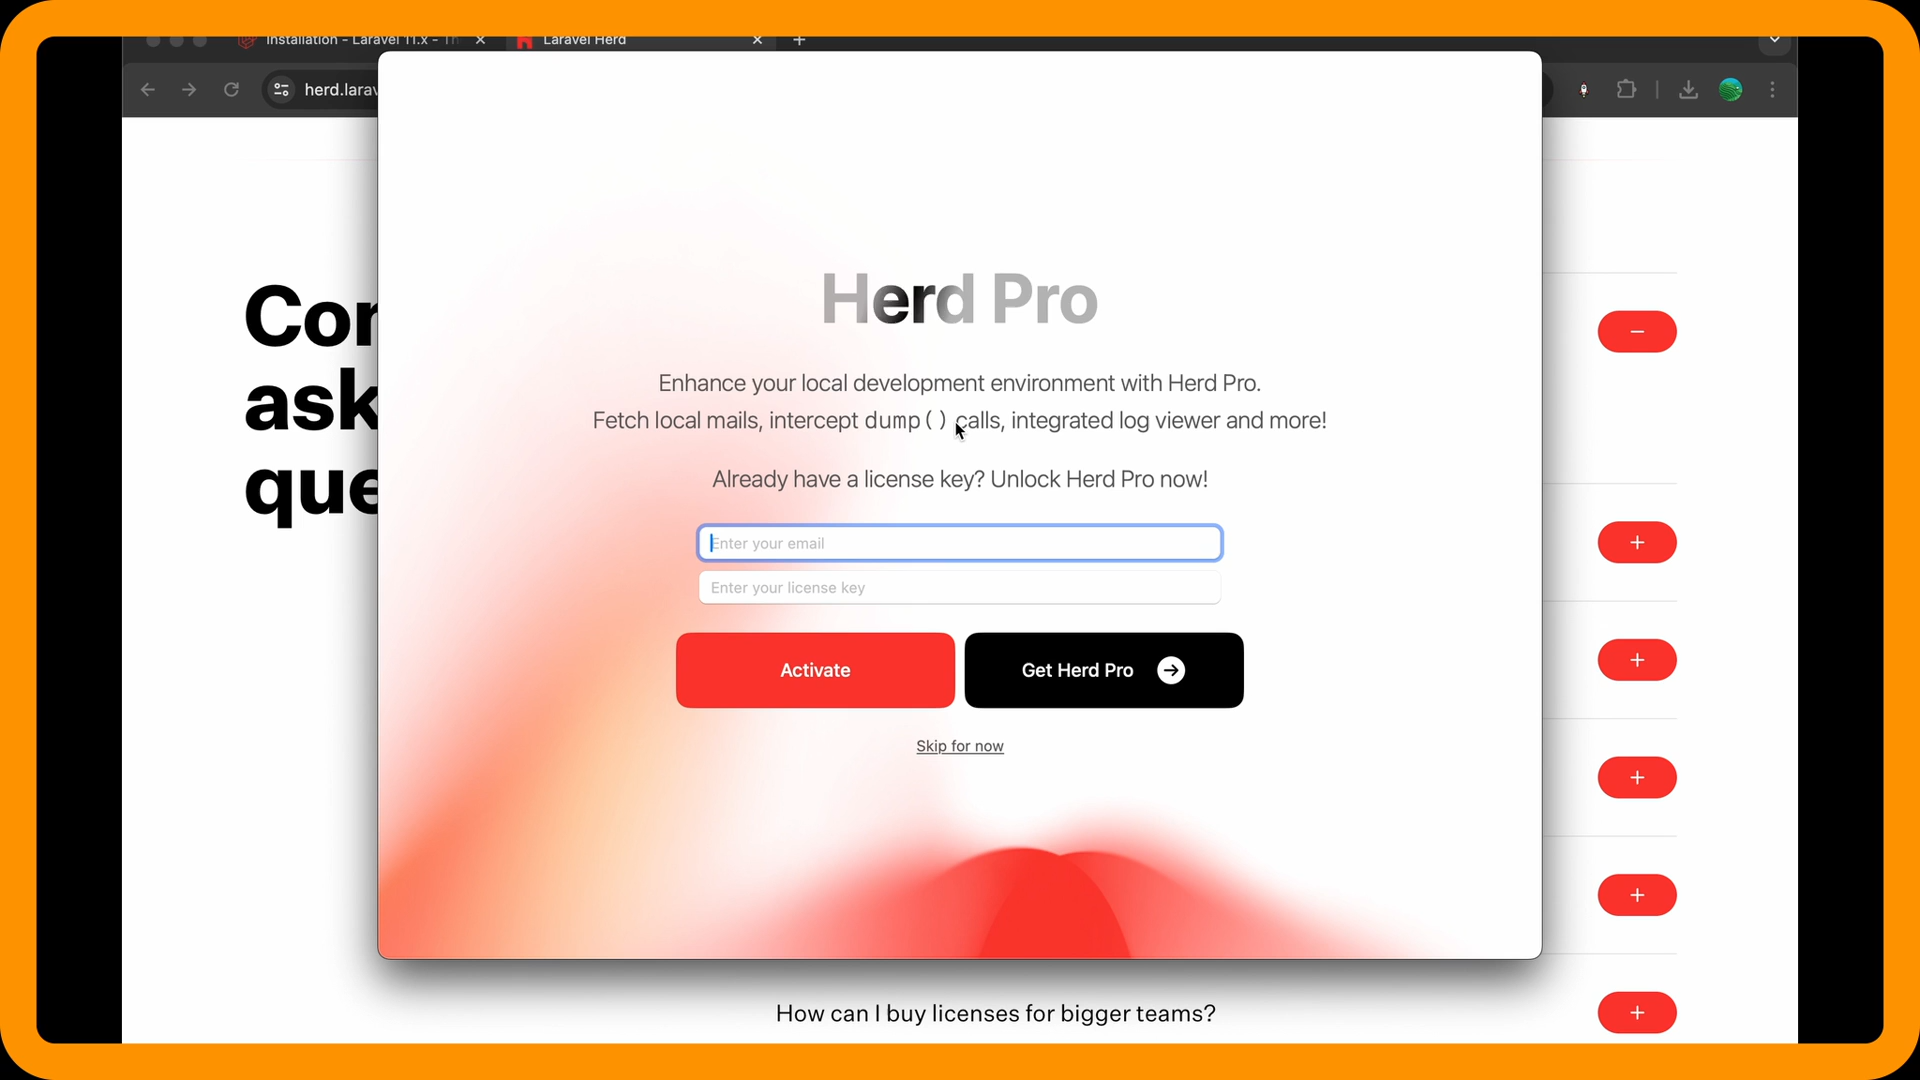 Installation - Laravel 11.x - Th
Laravel Herd
herd.larav
Com
ask
que
Herd Pro
Enhance your local development environment with Herd Pro.
Fetch local mails, intercept dump() calls, integrated log viewer and more!
Already have a license key? Unlock Herd Pro now!
Enter your email
Enter your license key
Activate
Get Herd Pro
Skip for now
How can I buy licenses for bigger teams?